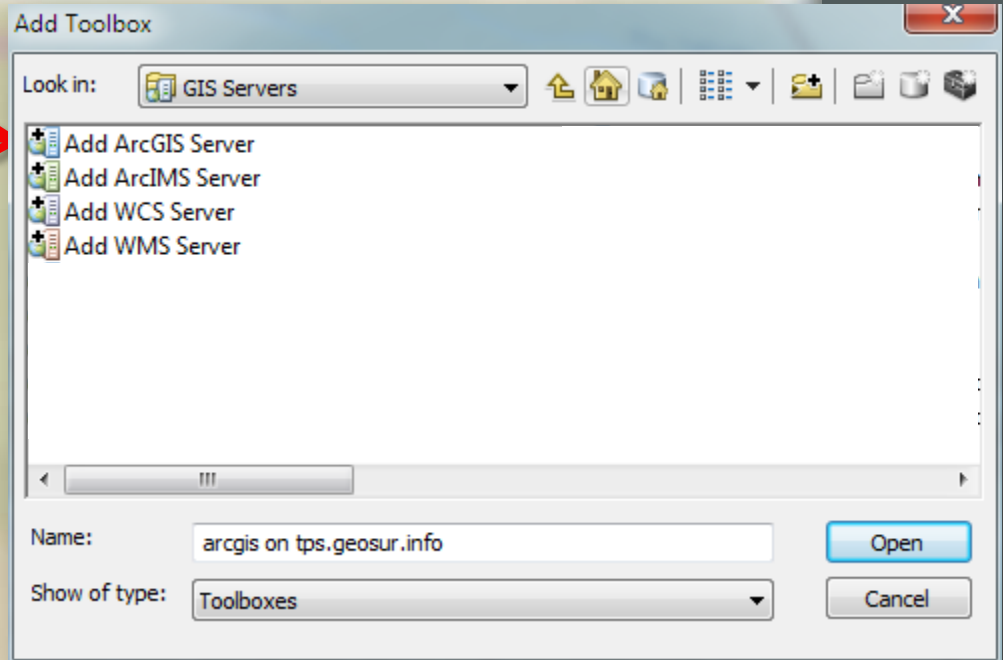 Add Toolbox
Look in: GIS Servers
Add ArcGIS Server
Add ArcIMS Server
Add WCS Server
Add WMS Server
Name: arcgis on tps.geosur.info Open
Show of type: Toolboxes Cancel